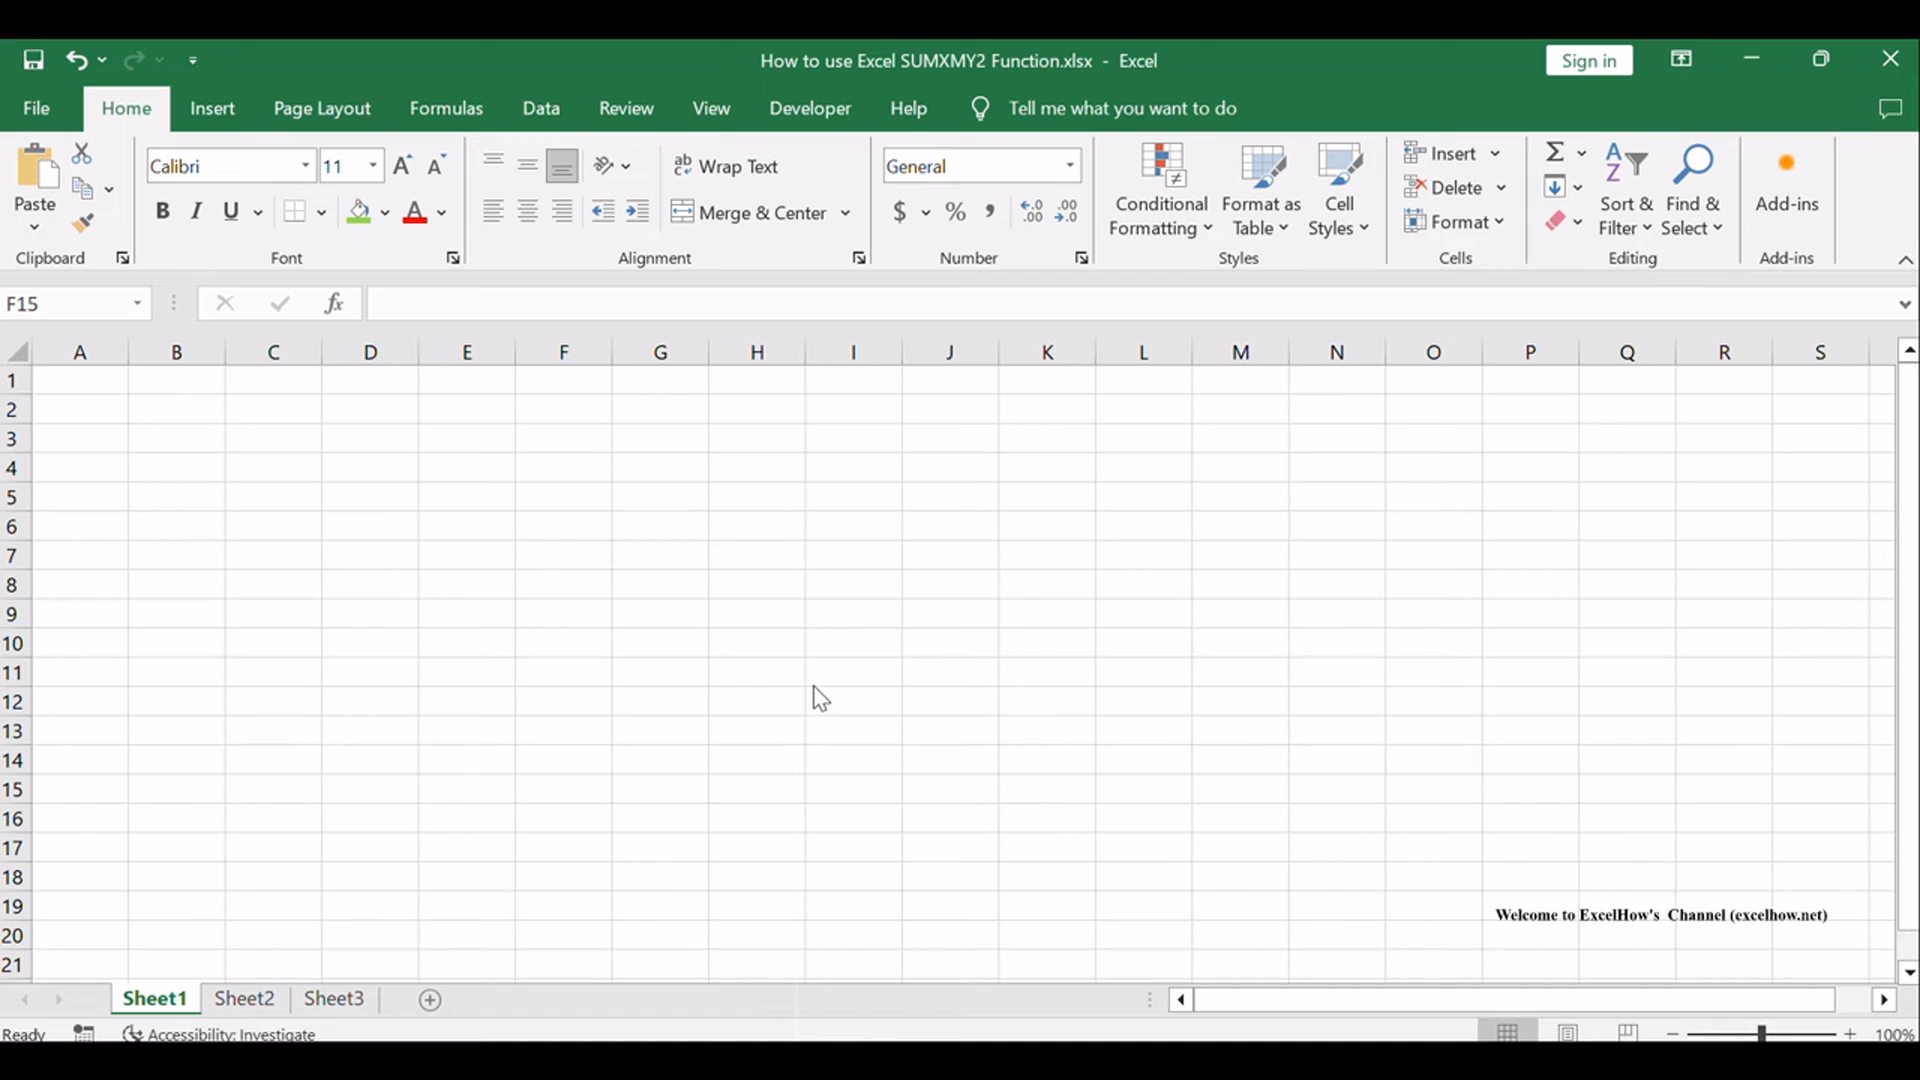 How to use Excel SUMXMY2 Function.xlsx - Excel
Sign in
File Home Insert Page Layout Formulas Data Review View Developer Help Tell me what you want to do
Paste
Clipboard
Calibri 11
B I U A
Font
ab Wrap Text
Merge & Center
Alignment
General
$ % , .00 .0
Number
Conditional Formatting
Format as Table
Cell Styles
Styles
Insert
Delete
Format
Cells
Σ
Sort & Filter
Find & Select
Editing
Add-ins
Add-ins
F15 fx
A B C D E F G H I J K L M N O P Q R S
1
2
3
4
5
6
7
8
9
10
11
12
13
14
15
16
17
18
19
20
21
Welcome to ExcelHow's Channel (excelhow.net)
Sheet1 Sheet2 Sheet3
Ready Accessibility: Investigate 100%